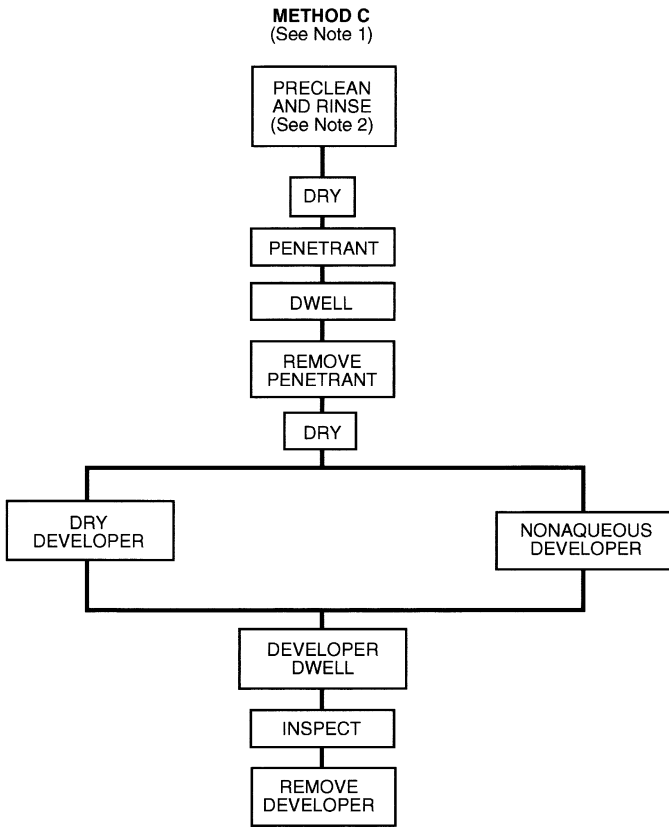 METHOD C
(See Note 1)
PRECLEAN
AND RINSE
(See Note 2)
DRY
PENETRANT
DWELL
REMOVE
PENETRANT
DRY
DRY
DEVELOPER
NONAQUEOUS
DEVELOPER
DEVELOPER
DWELL
INSPECT
REMOVE
DEVELOPER